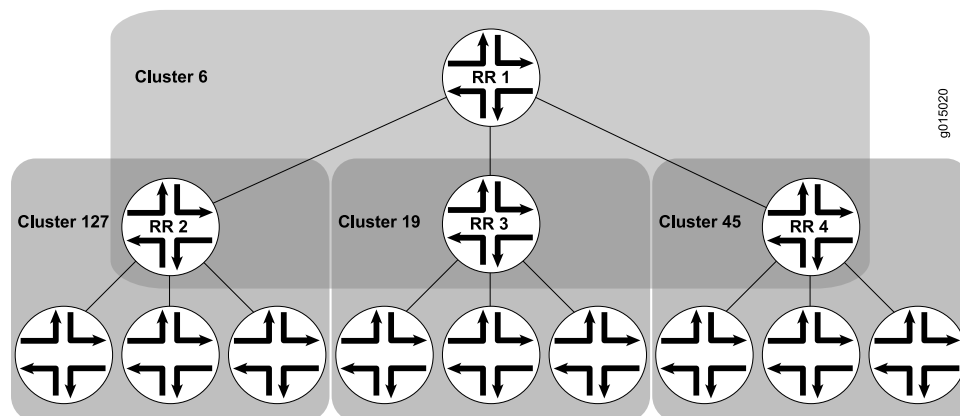 Cluster 6
RR 1
g015020
Cluster 127
RR 2
Cluster 19
RR 3
Cluster 45
RR 4